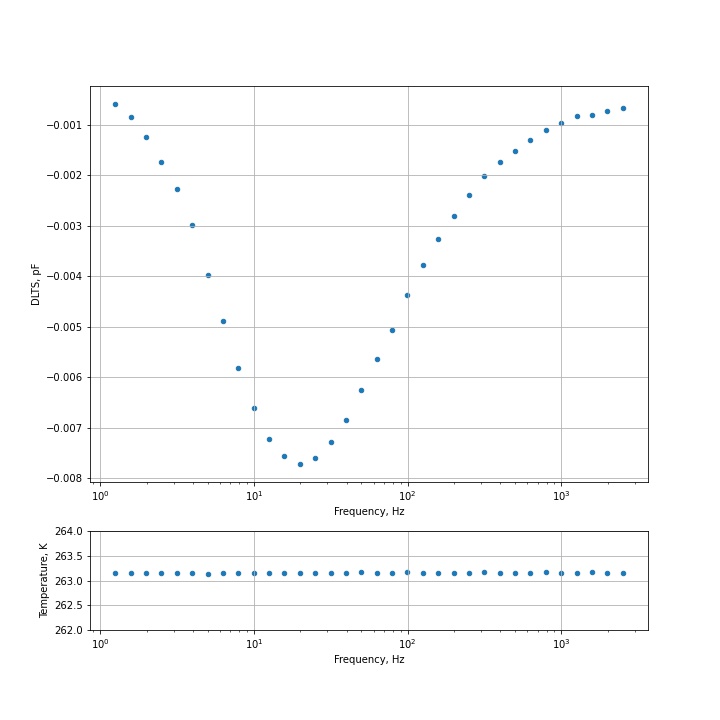 −0.001
−0.002
−0.003
−0.004
−0.005
−0.006
−0.007
−0.008
DLTS, pF
10⁰ 10¹ 10² 10³
Frequency, Hz
264.0
263.5
263.0
262.5
262.0
Temperature, K
10⁰ 10¹ 10² 10³
Frequency, Hz